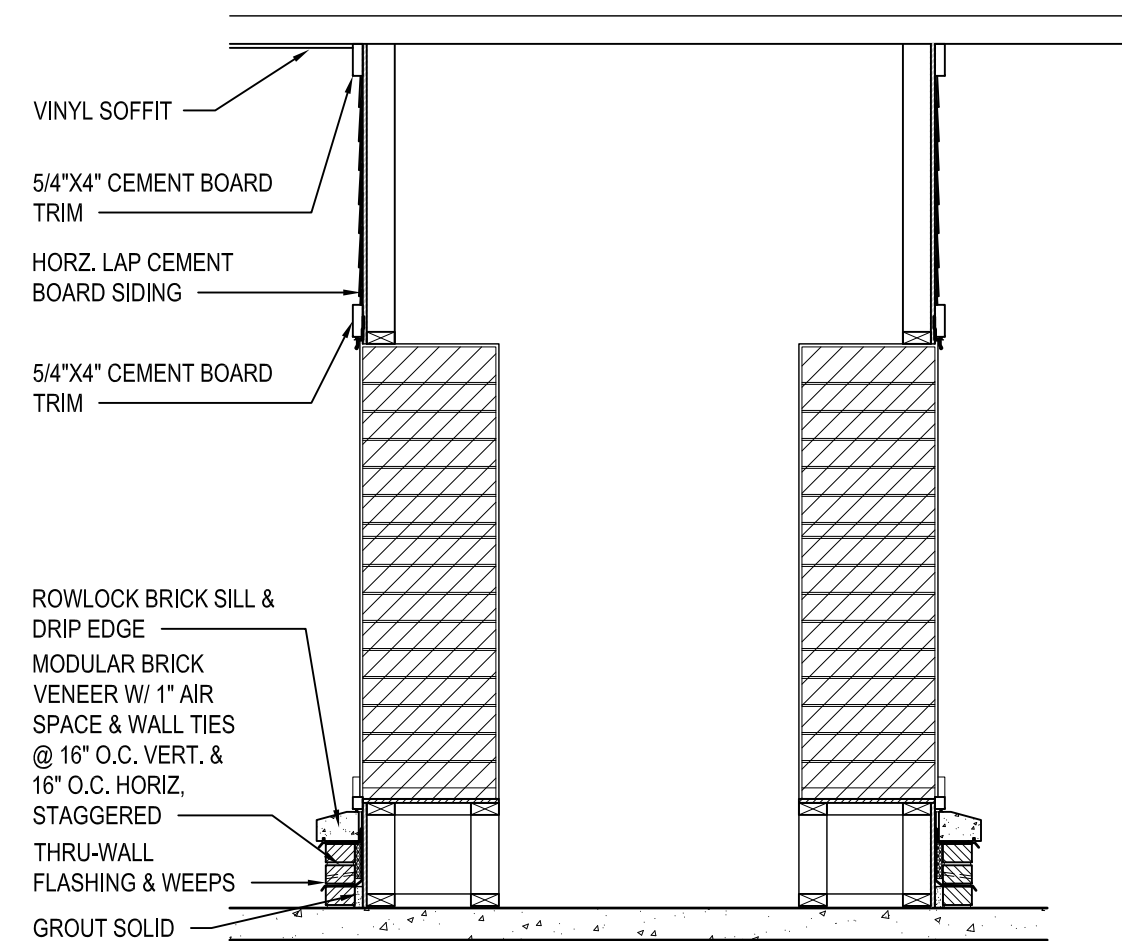 VINYL SOFFIT
5/4"X4" CEMENT BOARD
TRIM
HORZ. LAP CEMENT
BOARD SIDING
5/4"X4" CEMENT BOARD
TRIM
ROWLOCK BRICK SILL &
DRIP EDGE
MODULAR BRICK
VENEER W/ 1" AIR
SPACE & WALL TIES
@ 16" O.C. VERT. &
16" O.C. HORIZ,
STAGGERED
THRU-WALL
FLASHING & WEEPS
GROUT SOLID